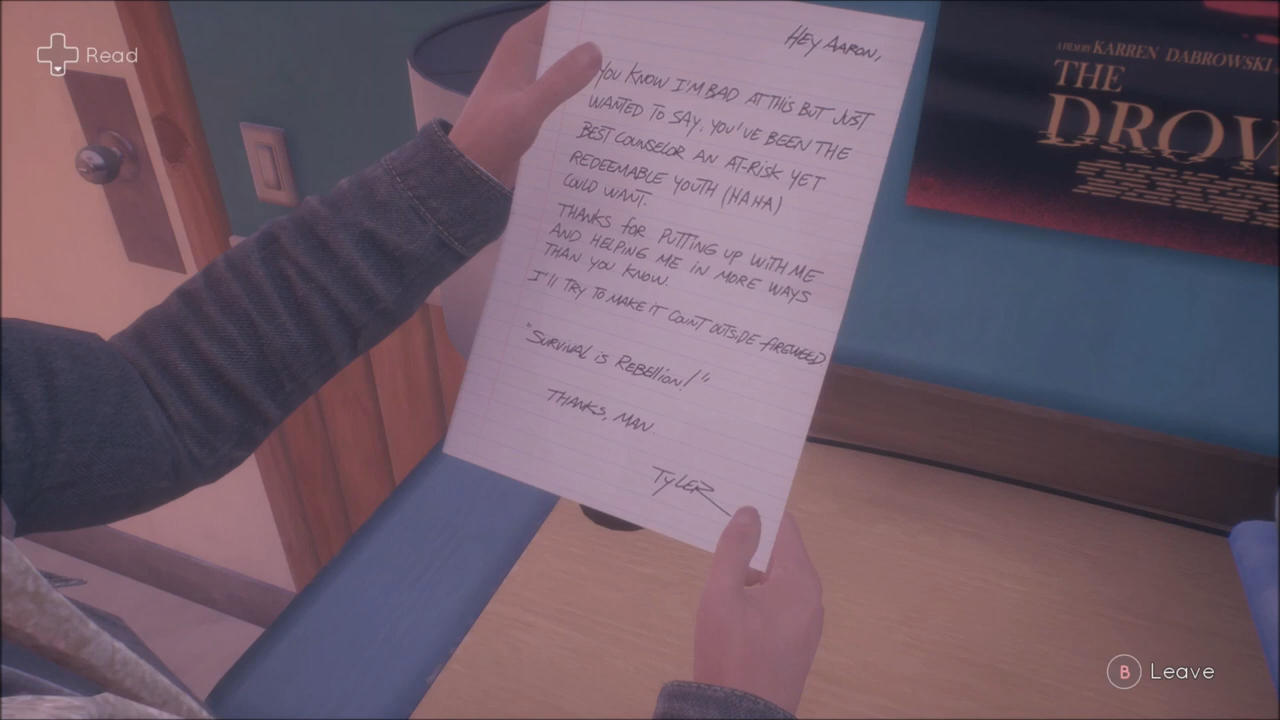 Read
HEY AARON,
YOU KNOW I'M BAD AT THIS BUT JUST
WANTED TO SAY, YOU'VE BEEN THE
BEST COUNSELOR AN AT-RISK YET
REDEEMABLE YOUTH (HA HA)
COULD WANT.
THANKS FOR PUTTING UP WITH ME
AND HELPING ME IN MORE WAYS
THAN YOU KNOW.
I'll TRY TO MAKE IT COUNT OUTSIDE FIREWEED
"SURVIVAL IS REBELLION!"
THANKS, MAN.
TYLER
A FILM BY KARREN DABROWSKI
THE
DROW
B Leave